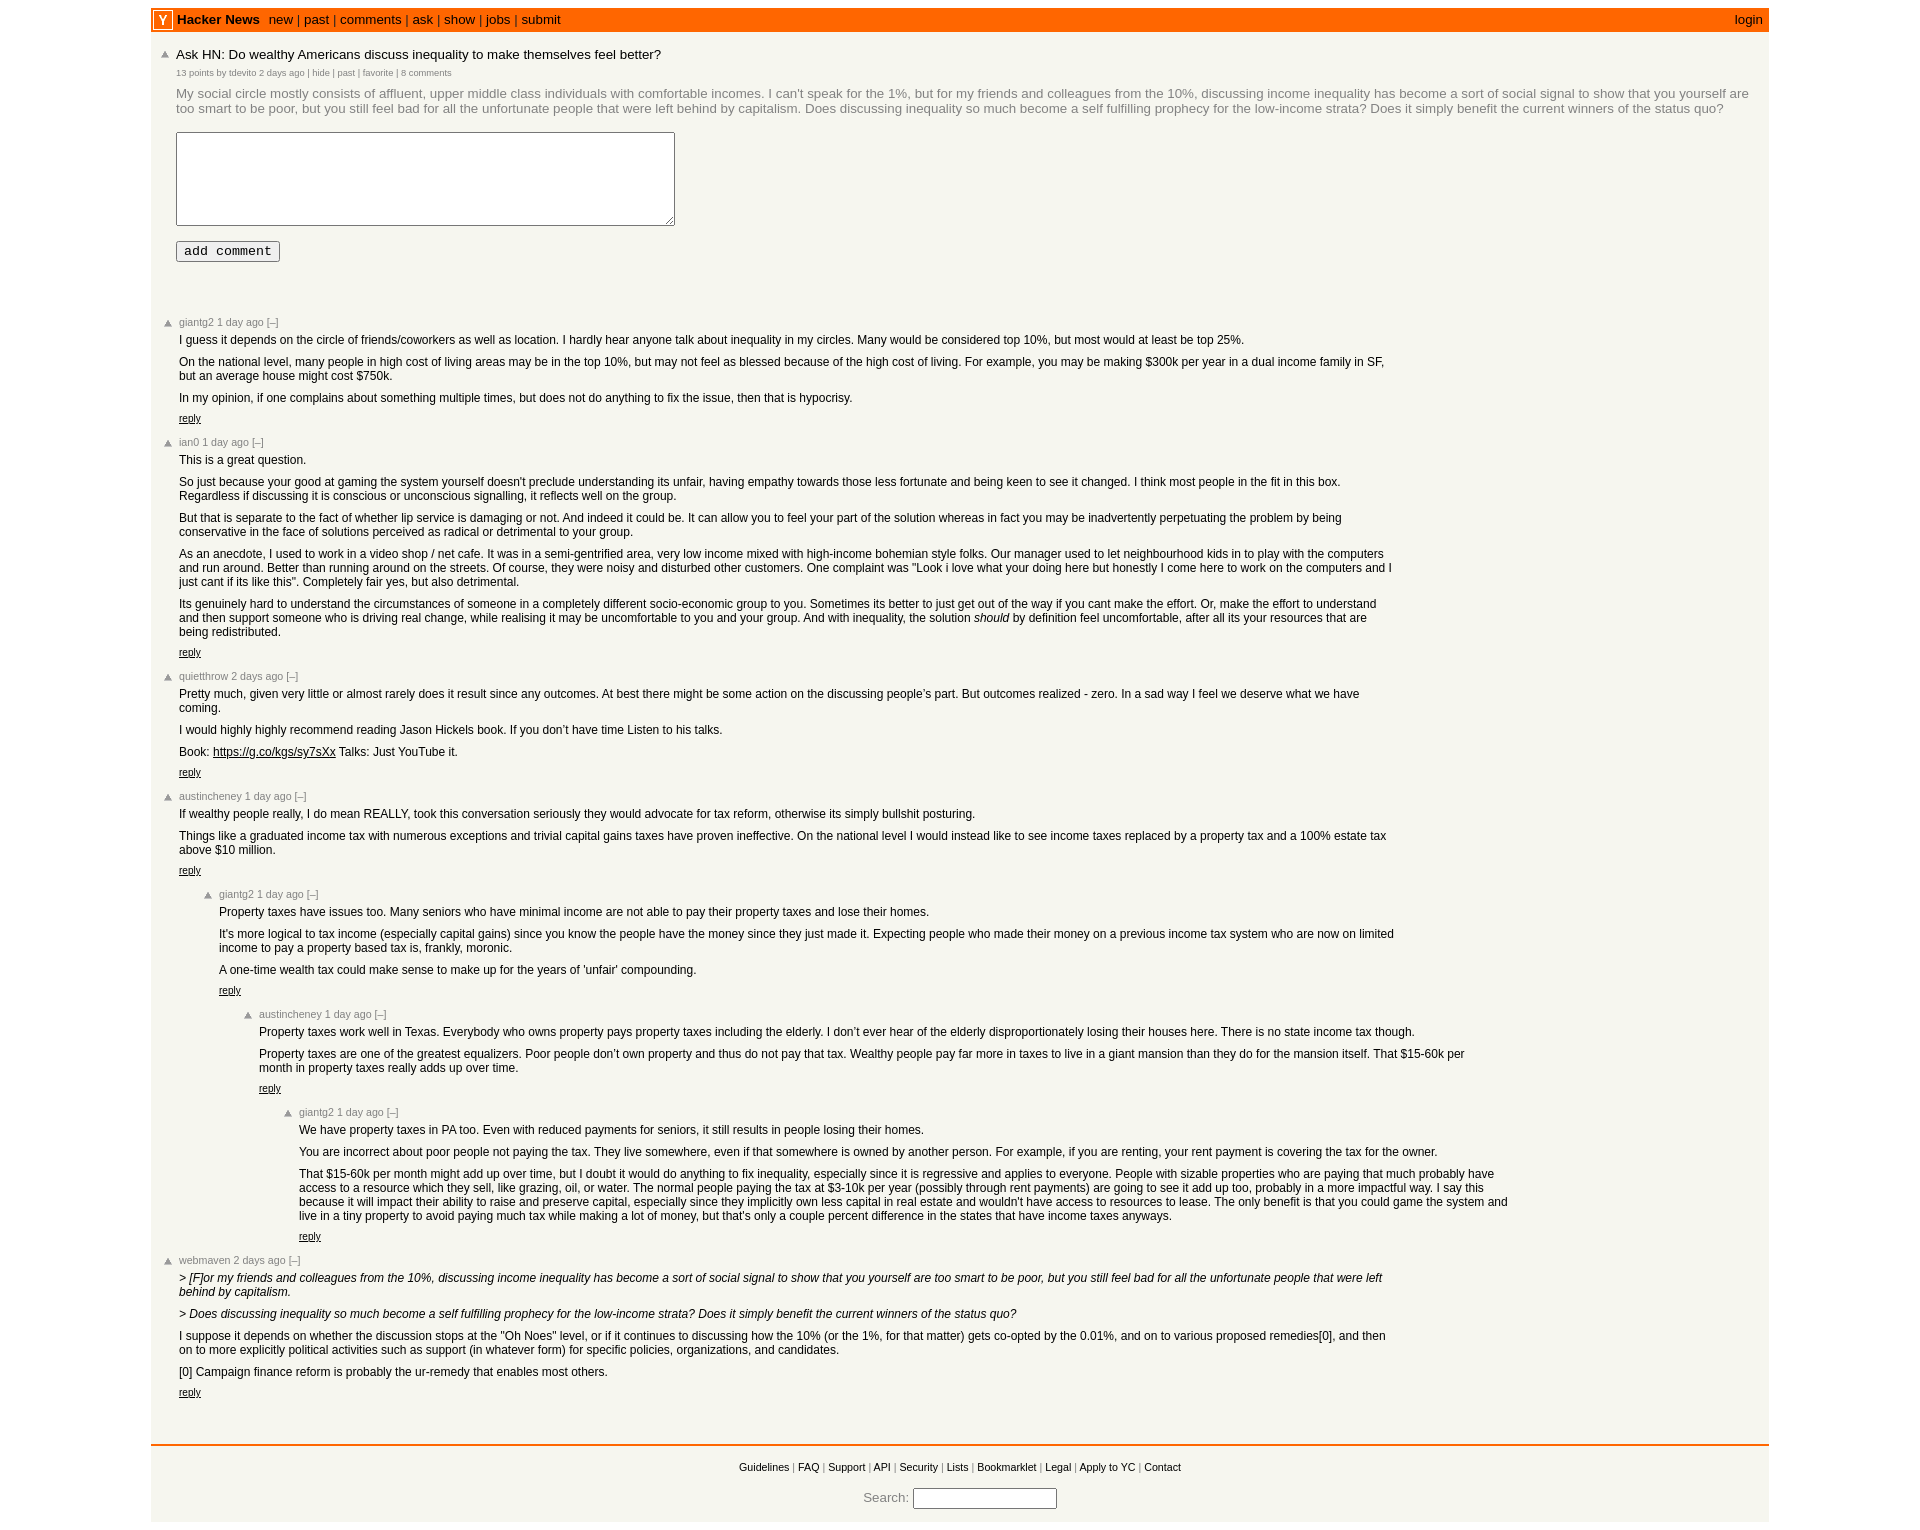 Y Hacker News new | past | comments | ask | show | jobs | submit login
Ask HN: Do wealthy Americans discuss inequality to make themselves feel better?
13 points by tdevito 2 days ago | hide | past | favorite | 8 comments
My social circle mostly consists of affluent, upper middle class individuals with comfortable incomes. I can't speak for the 1%, but for my friends and colleagues from the 10%, discussing income inequality has become a sort of social signal to show that you yourself are
too smart to be poor, but you still feel bad for all the unfortunate people that were left behind by capitalism. Does discussing inequality so much become a self fulfilling prophecy for the low-income strata? Does it simply benefit the current winners of the status quo?
add comment
giantg2 1 day ago [–]
I guess it depends on the circle of friends/coworkers as well as location. I hardly hear anyone talk about inequality in my circles. Many would be considered top 10%, but most would at least be top 25%.
On the national level, many people in high cost of living areas may be in the top 10%, but may not feel as blessed because of the high cost of living. For example, you may be making $300k per year in a dual income family in SF,
but an average house might cost $750k.
In my opinion, if one complains about something multiple times, but does not do anything to fix the issue, then that is hypocrisy.
reply
ian0 1 day ago [–]
This is a great question.
So just because your good at gaming the system yourself doesn't preclude understanding its unfair, having empathy towards those less fortunate and being keen to see it changed. I think most people in the fit in this box.
Regardless if discussing it is conscious or unconscious signalling, it reflects well on the group.
But that is separate to the fact of whether lip service is damaging or not. And indeed it could be. It can allow you to feel your part of the solution whereas in fact you may be inadvertently perpetuating the problem by being
conservative in the face of solutions perceived as radical or detrimental to your group.
As an anecdote, I used to work in a video shop / net cafe. It was in a semi-gentrified area, very low income mixed with high-income bohemian style folks. Our manager used to let neighbourhood kids in to play with the computers
and run around. Better than running around on the streets. Of course, they were noisy and disturbed other customers. One complaint was "Look i love what your doing here but honestly I come here to work on the computers and I
just cant if its like this". Completely fair yes, but also detrimental.
Its genuinely hard to understand the circumstances of someone in a completely different socio-economic group to you. Sometimes its better to just get out of the way if you cant make the effort. Or, make the effort to understand
and then support someone who is driving real change, while realising it may be uncomfortable to you and your group. And with inequality, the solution should by definition feel uncomfortable, after all its your resources that are
being redistributed.
reply
quietthrow 2 days ago [–]
Pretty much, given very little or almost rarely does it result since any outcomes. At best there might be some action on the discussing people’s part. But outcomes realized - zero. In a sad way I feel we deserve what we have
coming.
I would highly highly recommend reading Jason Hickels book. If you don’t have time Listen to his talks.
Book: https://g.co/kgs/sy7sXx Talks: Just YouTube it.
reply
austincheney 1 day ago [–]
If wealthy people really, I do mean REALLY, took this conversation seriously they would advocate for tax reform, otherwise its simply bullshit posturing.
Things like a graduated income tax with numerous exceptions and trivial capital gains taxes have proven ineffective. On the national level I would instead like to see income taxes replaced by a property tax and a 100% estate tax
above $10 million.
reply
giantg2 1 day ago [–]
Property taxes have issues too. Many seniors who have minimal income are not able to pay their property taxes and lose their homes.
It's more logical to tax income (especially capital gains) since you know the people have the money since they just made it. Expecting people who made their money on a previous income tax system who are now on limited
income to pay a property based tax is, frankly, moronic.
A one-time wealth tax could make sense to make up for the years of 'unfair' compounding.
reply
austincheney 1 day ago [–]
Property taxes work well in Texas. Everybody who owns property pays property taxes including the elderly. I don’t ever hear of the elderly disproportionately losing their houses here. There is no state income tax though.
Property taxes are one of the greatest equalizers. Poor people don’t own property and thus do not pay that tax. Wealthy people pay far more in taxes to live in a giant mansion than they do for the mansion itself. That $15-60k per
month in property taxes really adds up over time.
reply
giantg2 1 day ago [–]
We have property taxes in PA too. Even with reduced payments for seniors, it still results in people losing their homes.
You are incorrect about poor people not paying the tax. They live somewhere, even if that somewhere is owned by another person. For example, if you are renting, your rent payment is covering the tax for the owner.
That $15-60k per month might add up over time, but I doubt it would do anything to fix inequality, especially since it is regressive and applies to everyone. People with sizable properties who are paying that much probably have
access to a resource which they sell, like grazing, oil, or water. The normal people paying the tax at $3-10k per year (possibly through rent payments) are going to see it add up too, probably in a more impactful way. I say this
because it will impact their ability to raise and preserve capital, especially since they implicitly own less capital in real estate and wouldn't have access to resources to lease. The only benefit is that you could game the system and
live in a tiny property to avoid paying much tax while making a lot of money, but that's only a couple percent difference in the states that have income taxes anyways.
reply
webmaven 2 days ago [–]
> [F]or my friends and colleagues from the 10%, discussing income inequality has become a sort of social signal to show that you yourself are too smart to be poor, but you still feel bad for all the unfortunate people that were left
behind by capitalism.
> Does discussing inequality so much become a self fulfilling prophecy for the low-income strata? Does it simply benefit the current winners of the status quo?
I suppose it depends on whether the discussion stops at the "Oh Noes" level, or if it continues to discussing how the 10% (or the 1%, for that matter) gets co-opted by the 0.01%, and on to various proposed remedies[0], and then
on to more explicitly political activities such as support (in whatever form) for specific policies, organizations, and candidates.
[0] Campaign finance reform is probably the ur-remedy that enables most others.
reply
Guidelines | FAQ | Support | API | Security | Lists | Bookmarklet | Legal | Apply to YC | Contact
Search: